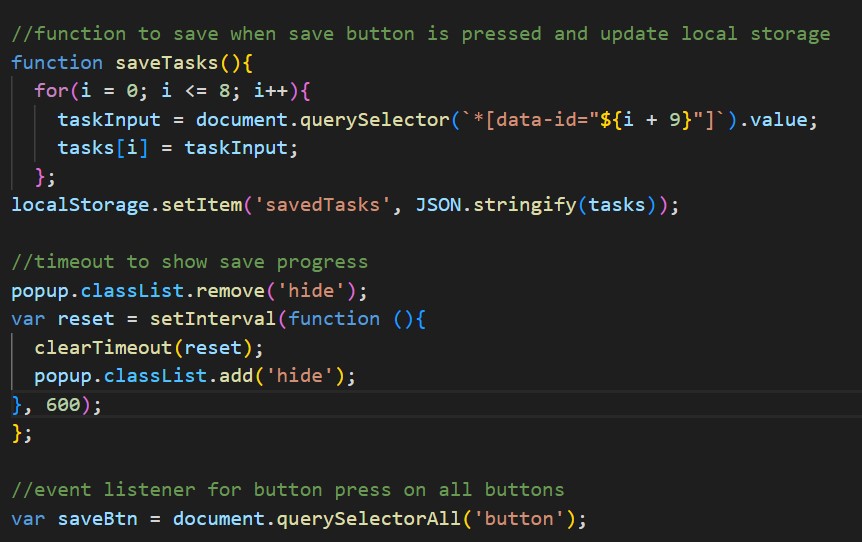 //function to save when save button is pressed and update local storage
function saveTasks(){
for(i = 0; i <= 8; i++){
taskInput = document.querySelector(`*[data-id="${i + 9}"]`).value;
tasks[i] = taskInput;
};
localStorage.setItem('savedTasks', JSON.stringify(tasks));
//timeout to show save progress
popup.classList.remove('hide');
var reset = setInterval(function (){
clearTimeout(reset);
popup.classList.add('hide');
}, 600);
};
//event listener for button press on all buttons
var saveBtn = document.querySelectorAll('button');